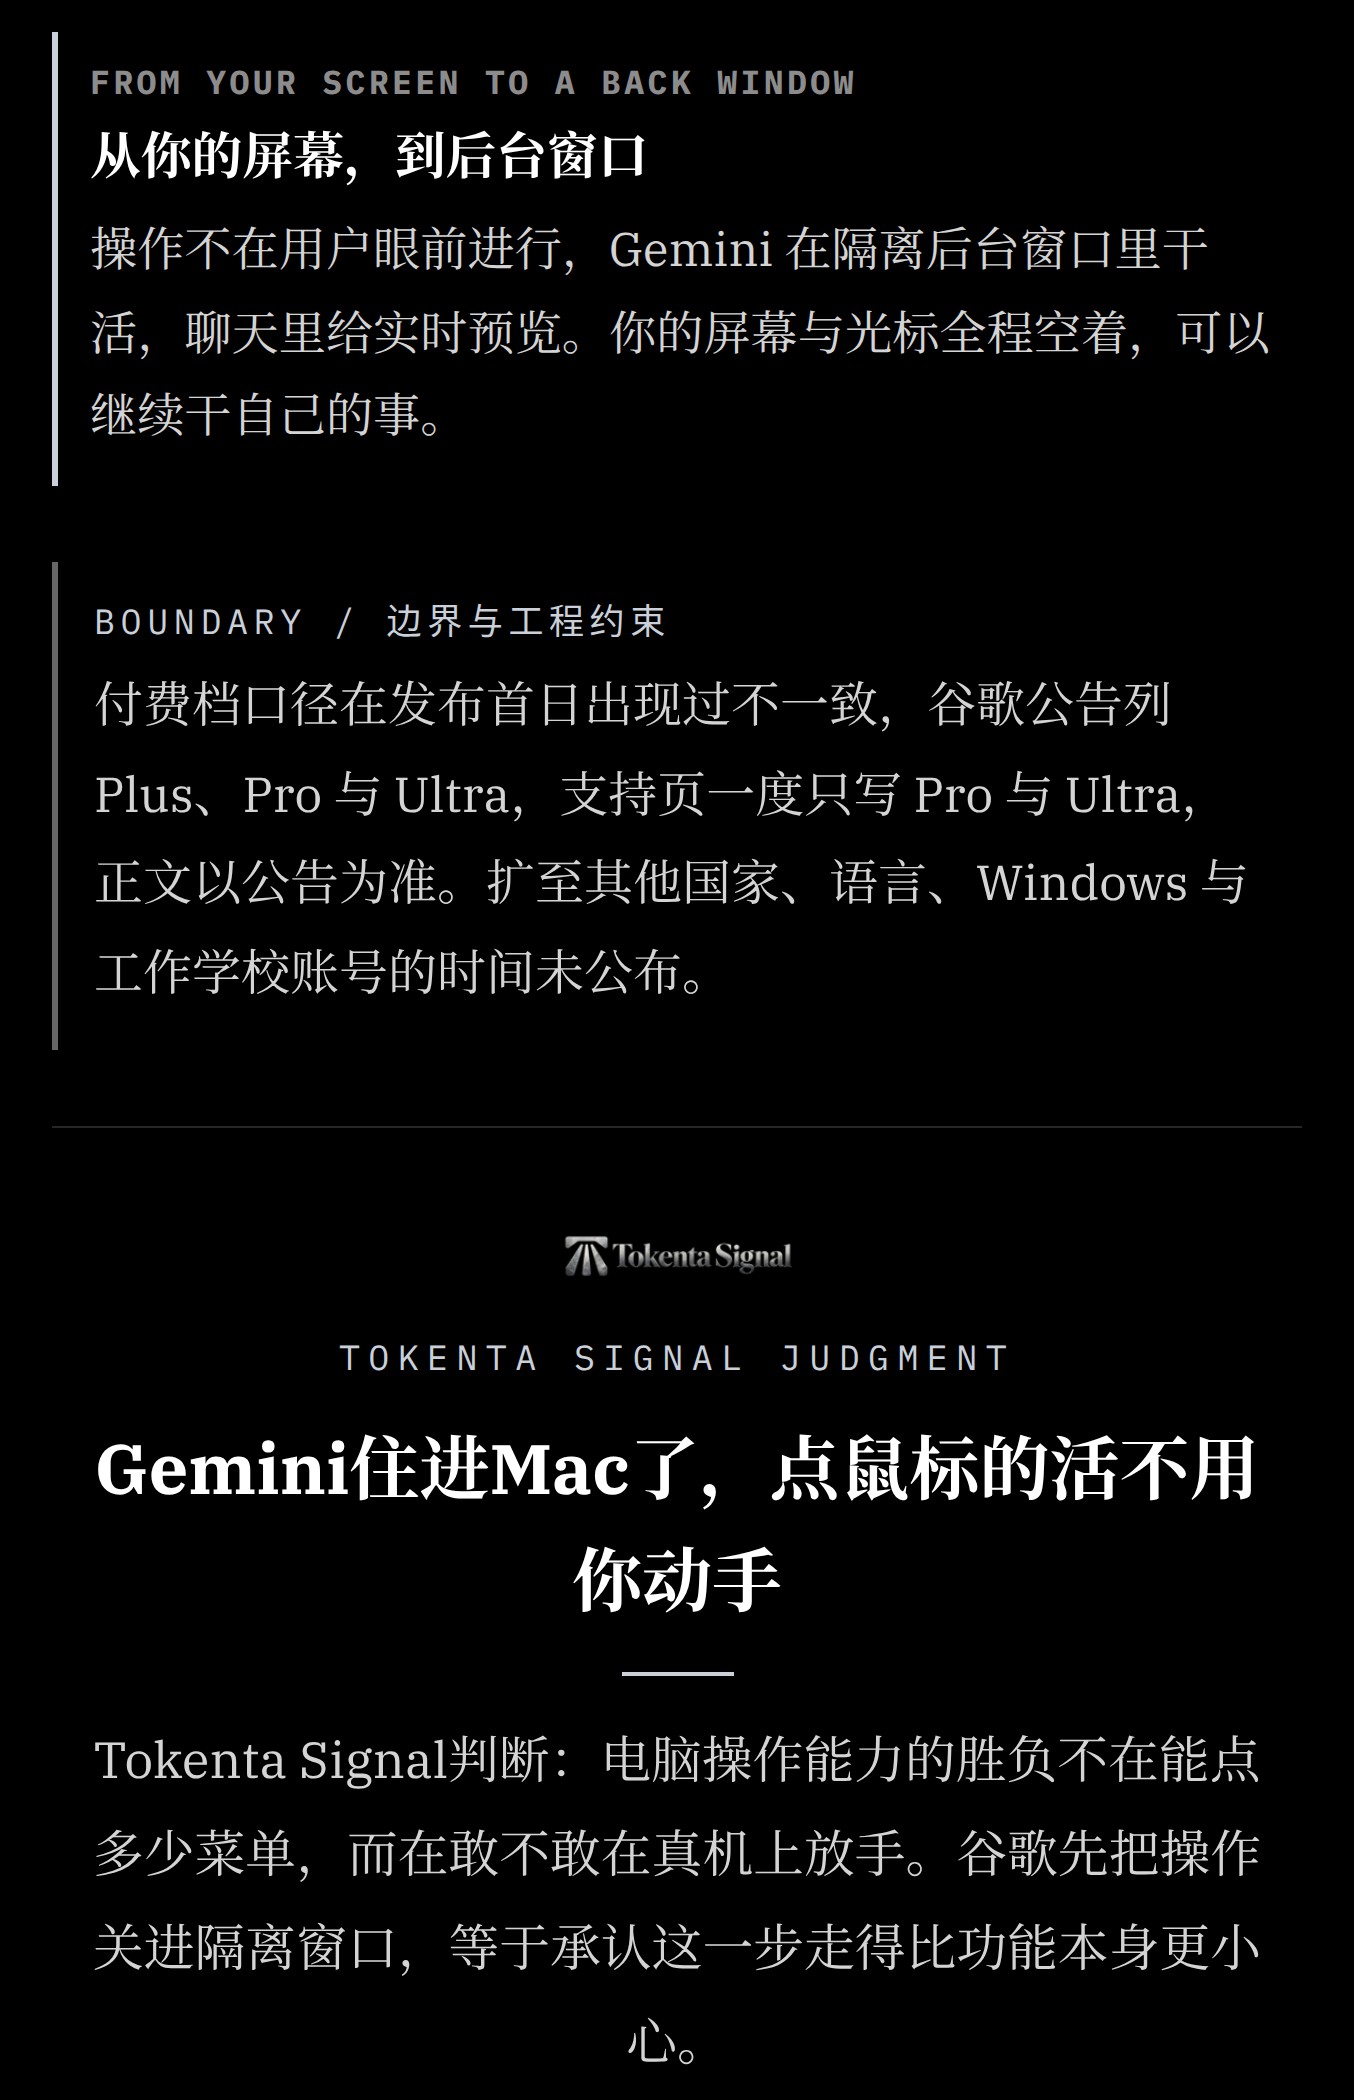 FROM YOUR SCREEN TO A BACK WINDOW
从你的屏幕，到后台窗口
操作不在用户眼前进行，Gemini 在隔离后台窗口里干
活，聊天里给实时预览。你的屏幕与光标全程空着，可以
继续干自己的事。
BOUNDARY / 边界与工程约束
付费档口径在发布首日出现过不一致，谷歌公告列
Plus、Pro 与 Ultra，支持页一度只写 Pro 与 Ultra，
正文以公告为准。扩至其他国家、语言、Windows 与
工作学校账号的时间未公布。
Tokenta Signal
TOKENTA SIGNAL JUDGMENT
Gemini住进Mac了，点鼠标的活不用
你动手
Tokenta Signal判断：电脑操作能力的胜负不在能点
多少菜单，而在敢不敢在真机上放手。谷歌先把操作
关进隔离窗口，等于承认这一步走得比功能本身更小
心。